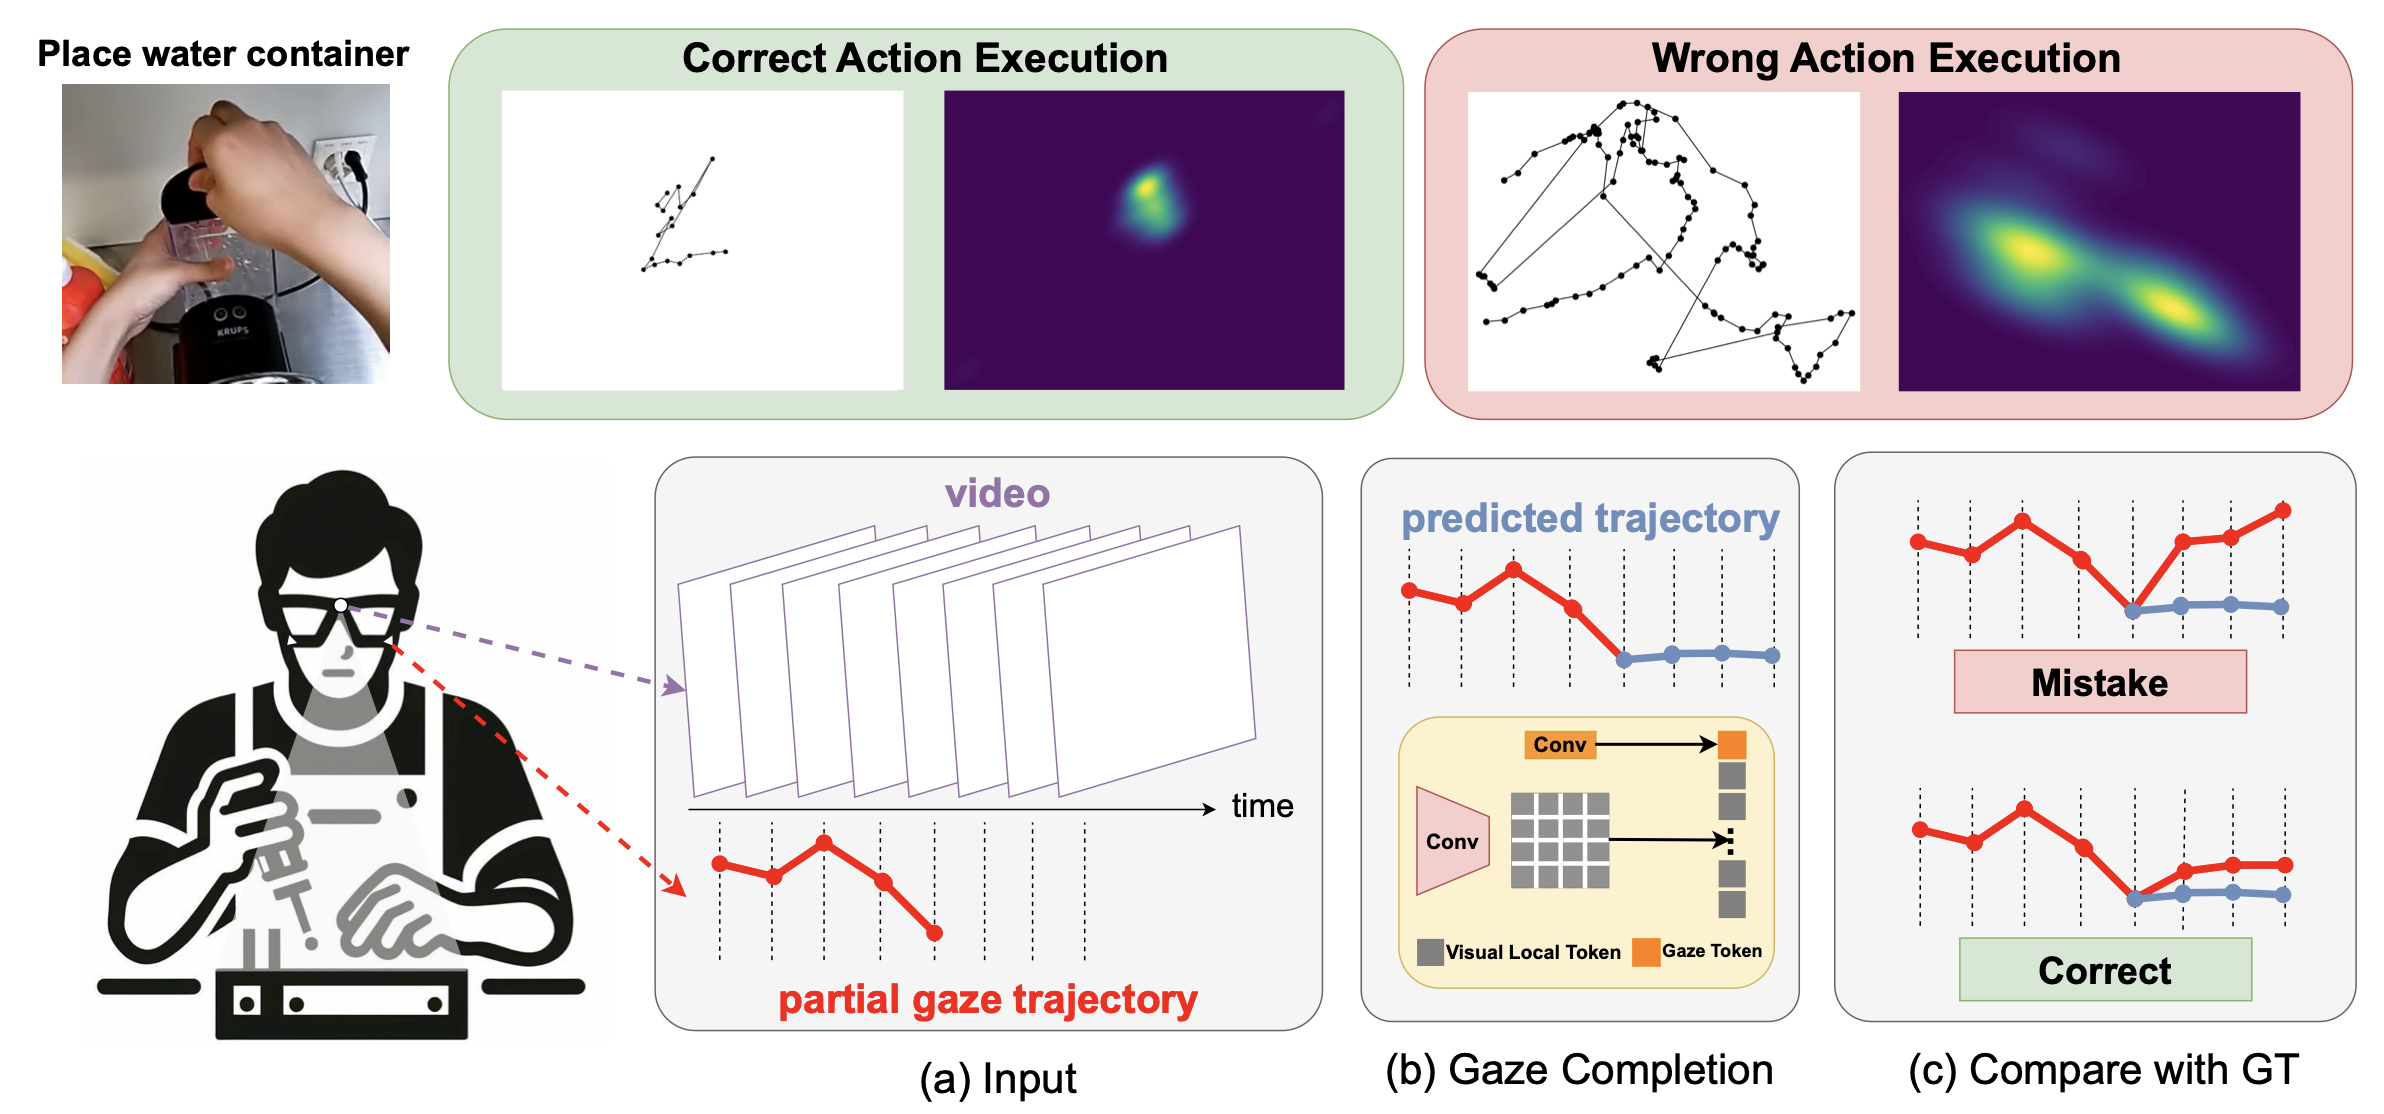 Place water container
Correct Action Execution
Wrong Action Execution
KRUPS
video
time
partial gaze trajectory
(a) Input
predicted trajectory
Conv
Conv
Visual Local Token
Gaze Token
(b) Gaze Completion
Mistake
Correct
(c) Compare with GT